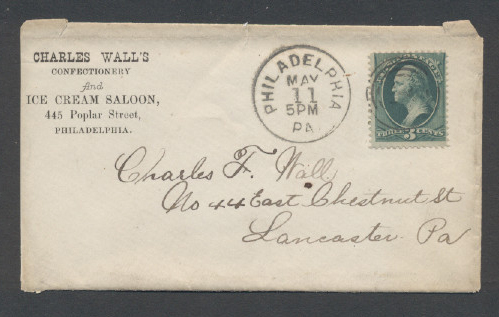 CHARLES WALL'S
CONFECTIONERY
and
ICE CREAM SALOON,
445 Poplar Street,
PHILADELPHIA.
PHILADELPHIA
MAY
11
5PM
PA
THREE 3 CENTS
Charles F. Wall
No 44 East Chestnut St
Lancaster Pa